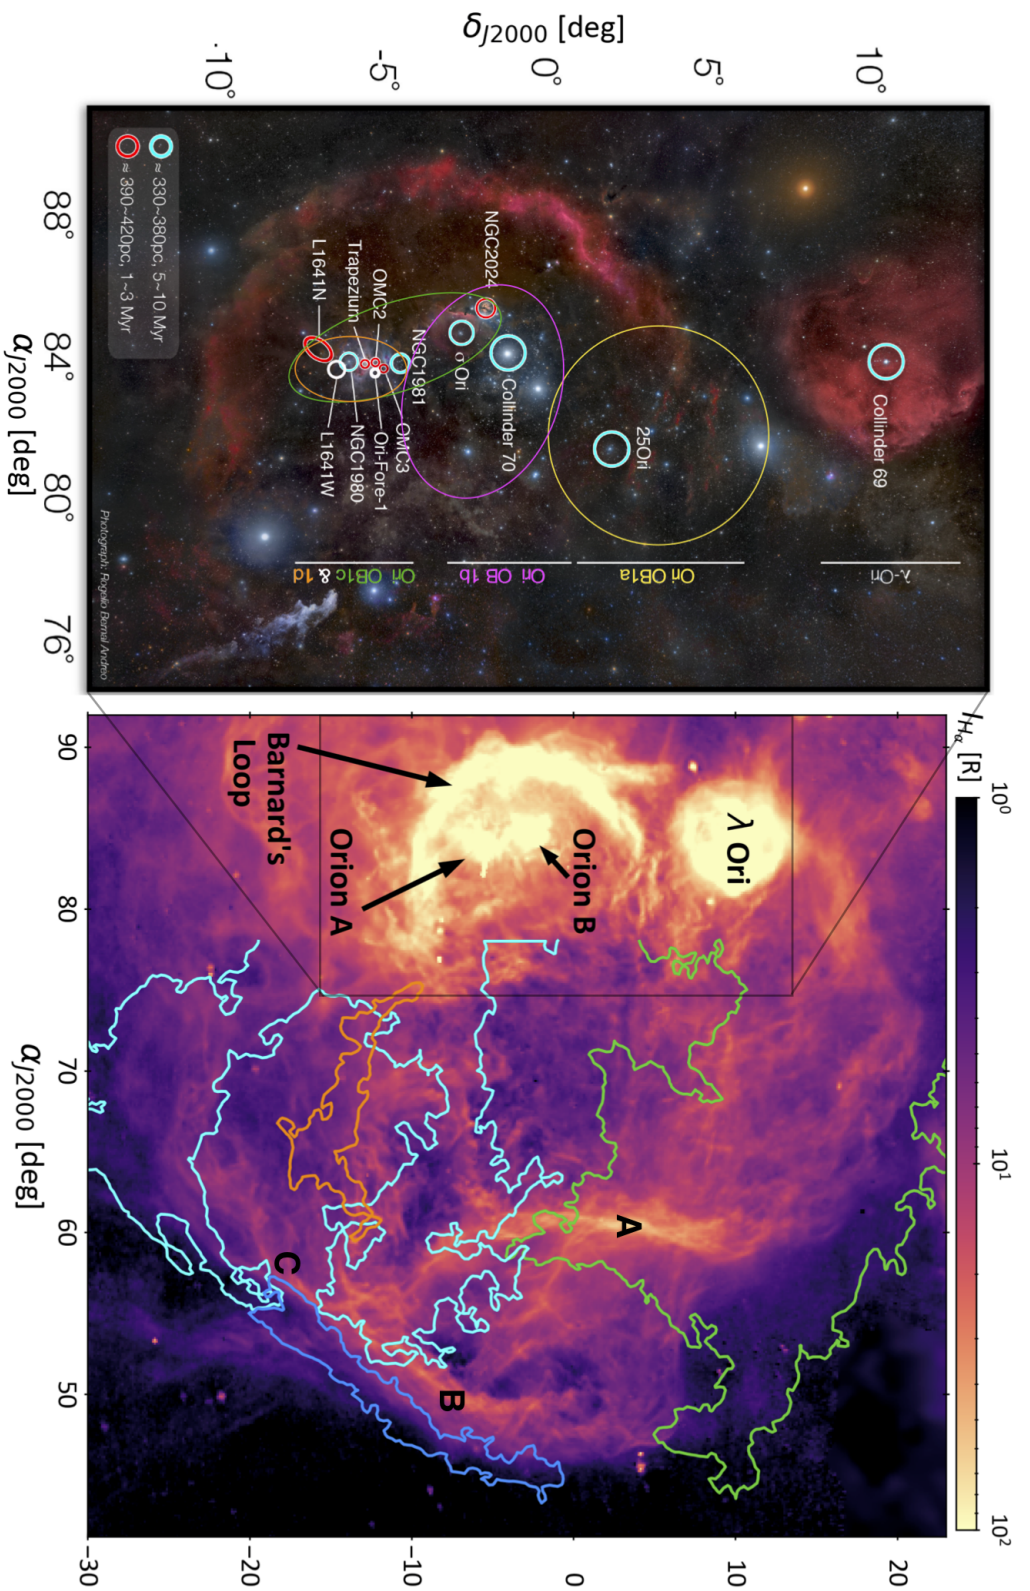 δJ2000 [deg]
-10°
-5°
0°
5°
10°
88°
84°
80°
76°
αJ2000 [deg]
≈ 330~380pc, 5~10 Myr
≈ 390~420pc, 1~3 Myr
Collinder 69
25Ori
Collinder 70
σ Ori
NGC2024
NGC1981
OMC2
OMC3
Trapezium
Ori-Fore-1
NGC1980
L1641N
L1641W
λ-Ori
Ori OB1a
Ori OB 1b
Ori OB1c & 1d
Photograph: Rogelio Bernal Andreo
IHα [R]
10⁰
10¹
10²
λ Ori
Orion B
Orion A
Barnard's
Loop
A
B
C
90
80
70
60
50
αJ2000 [deg]
-30
-20
-10
0
10
20